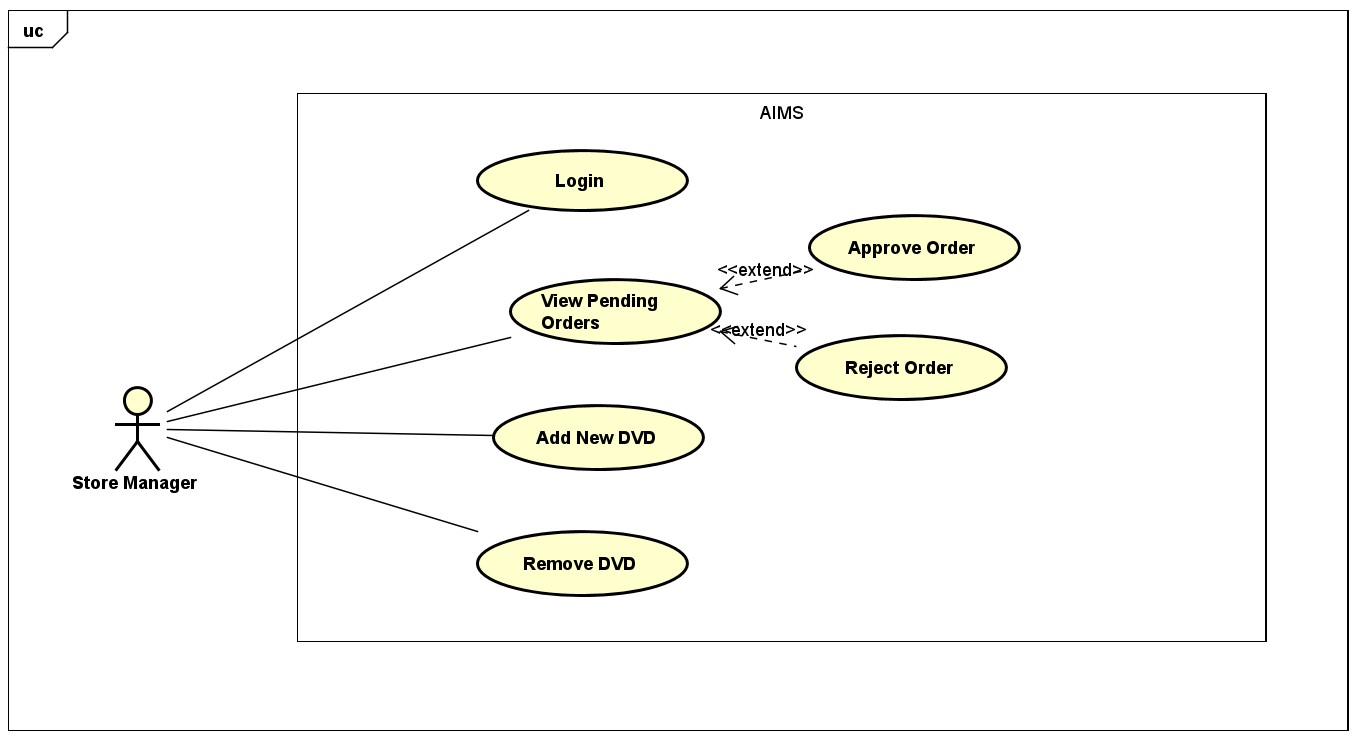 uc
AIMS
Login
Approve Order
<<extend>>
View Pending
Orders
<<extend>>
Reject Order
Add New DVD
Store Manager
Remove DVD